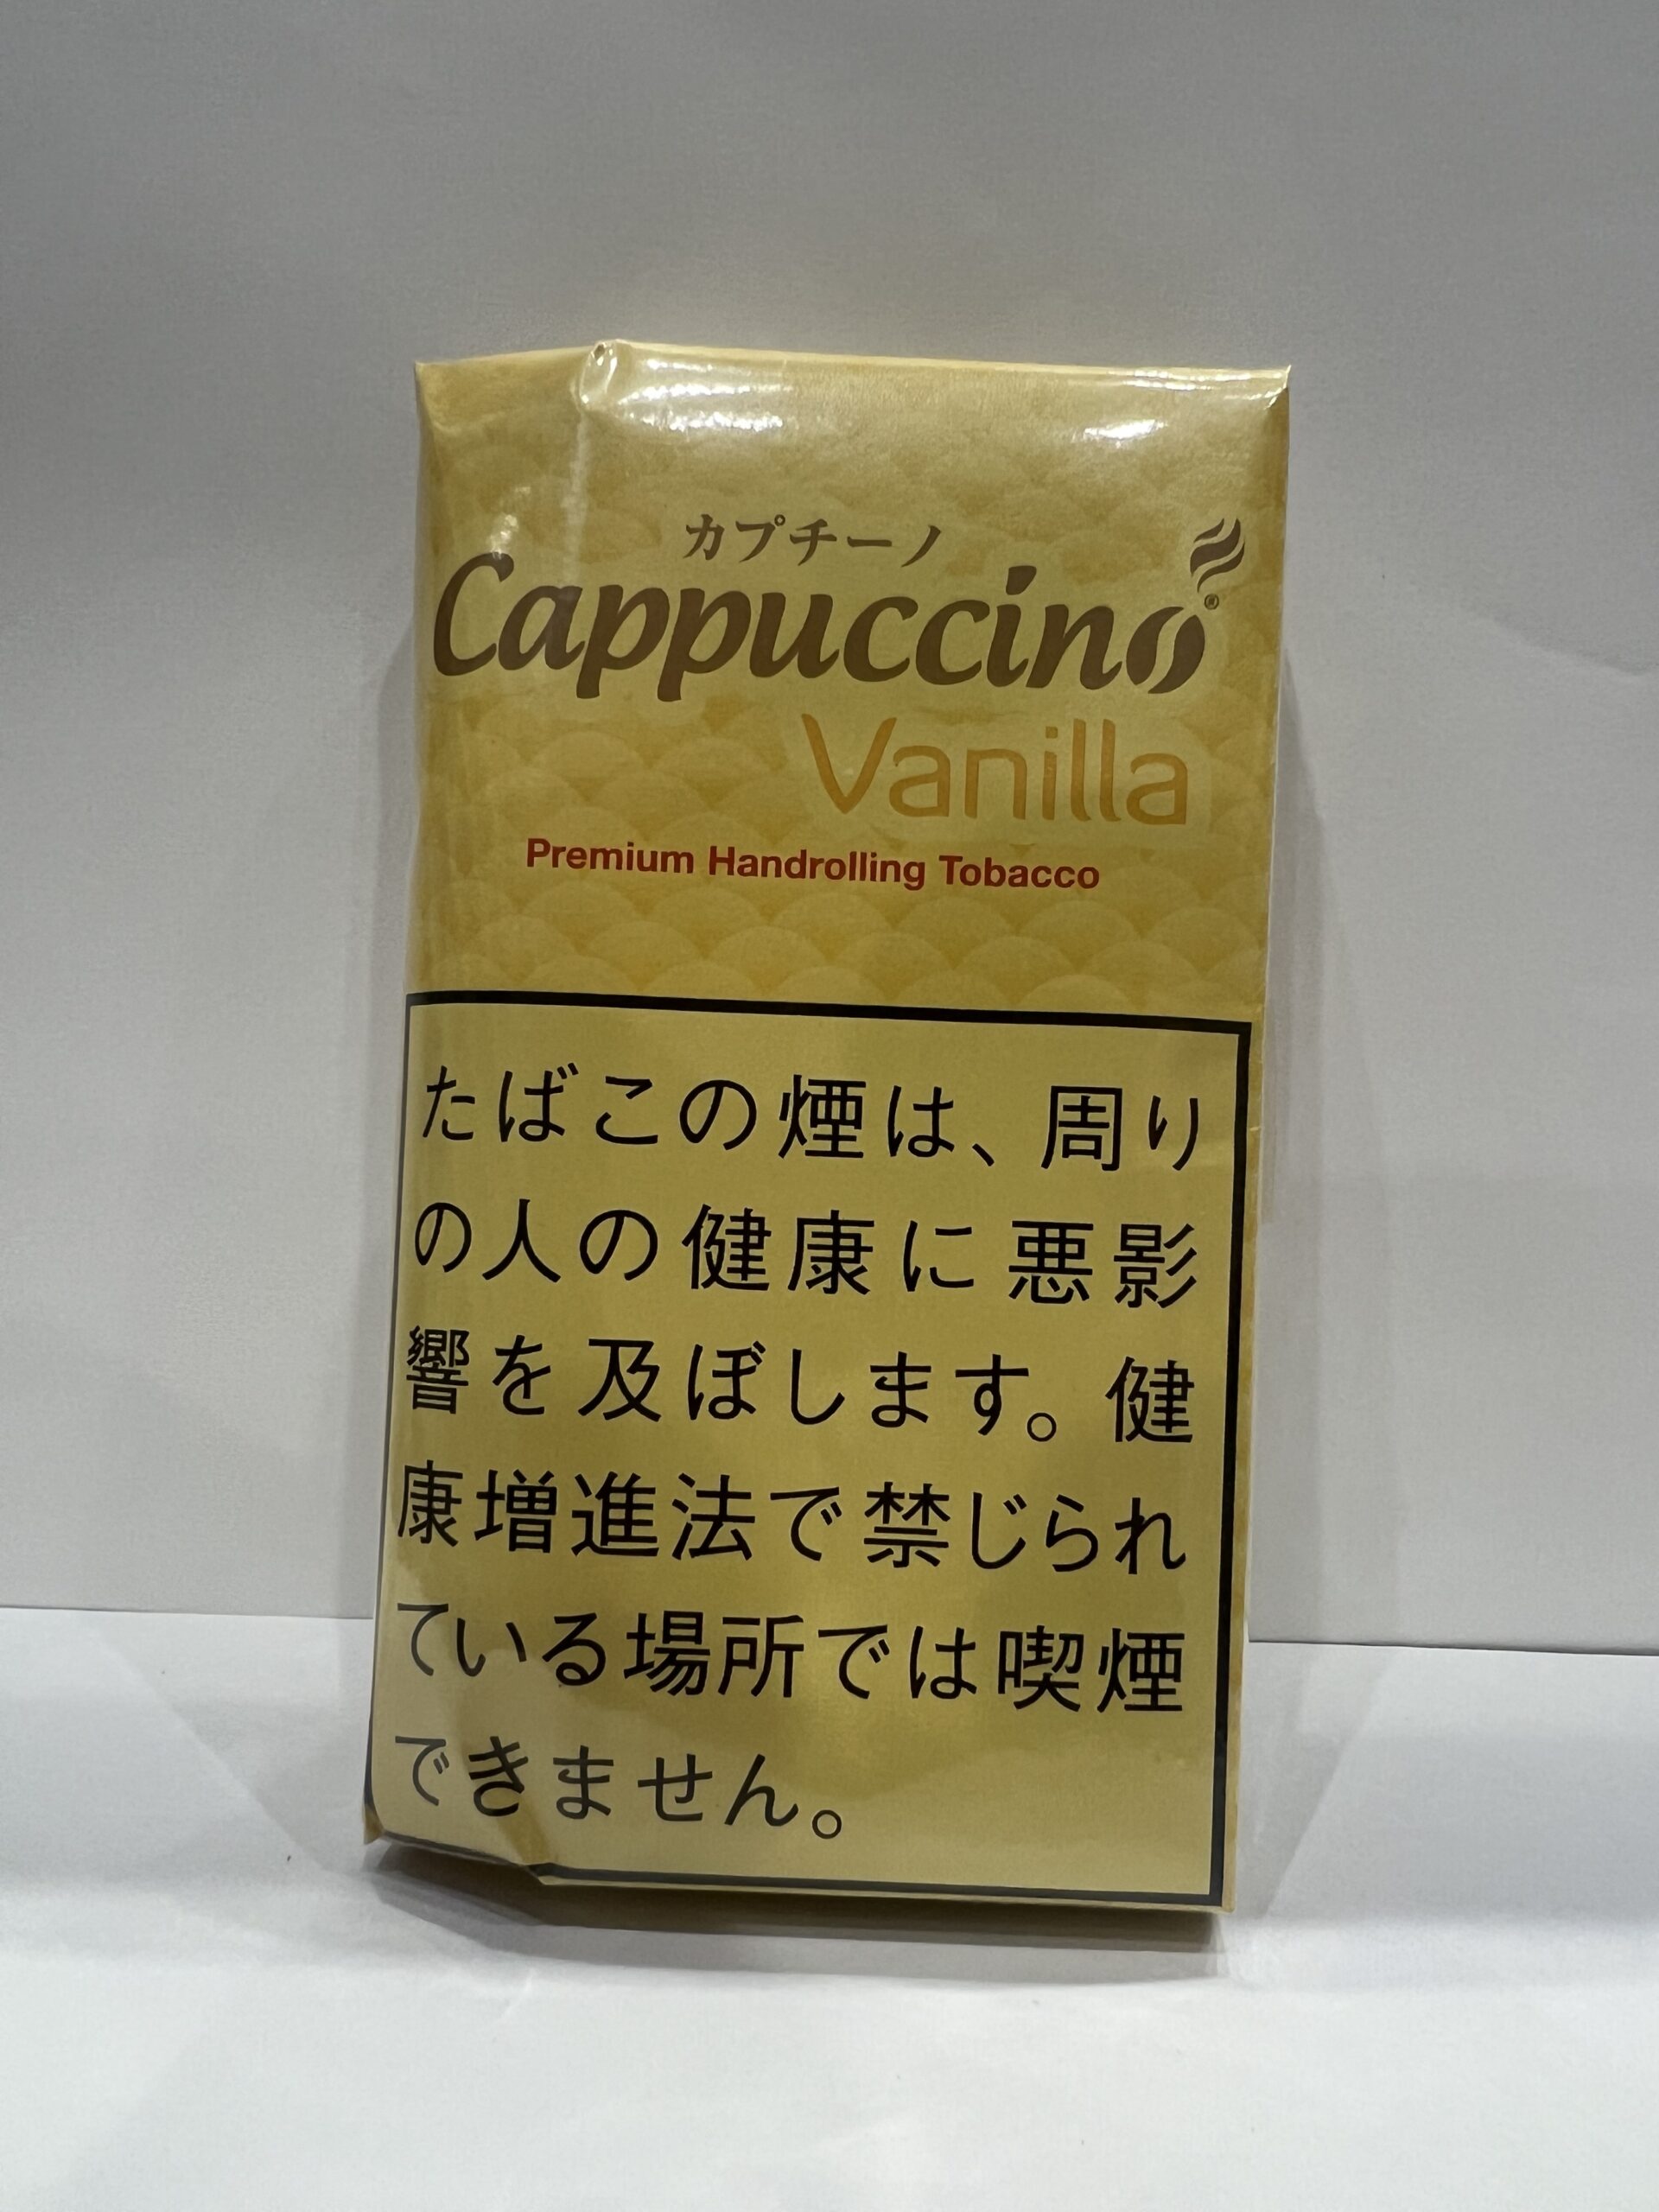 カプチーノ
Cappuccino®
Vanilla
Premium Handrolling Tobacco
たばこの煙は、周り
の人の健康に悪影
響を及ぼします。健
康増進法で禁じられ
ている場所では喫煙
できません。